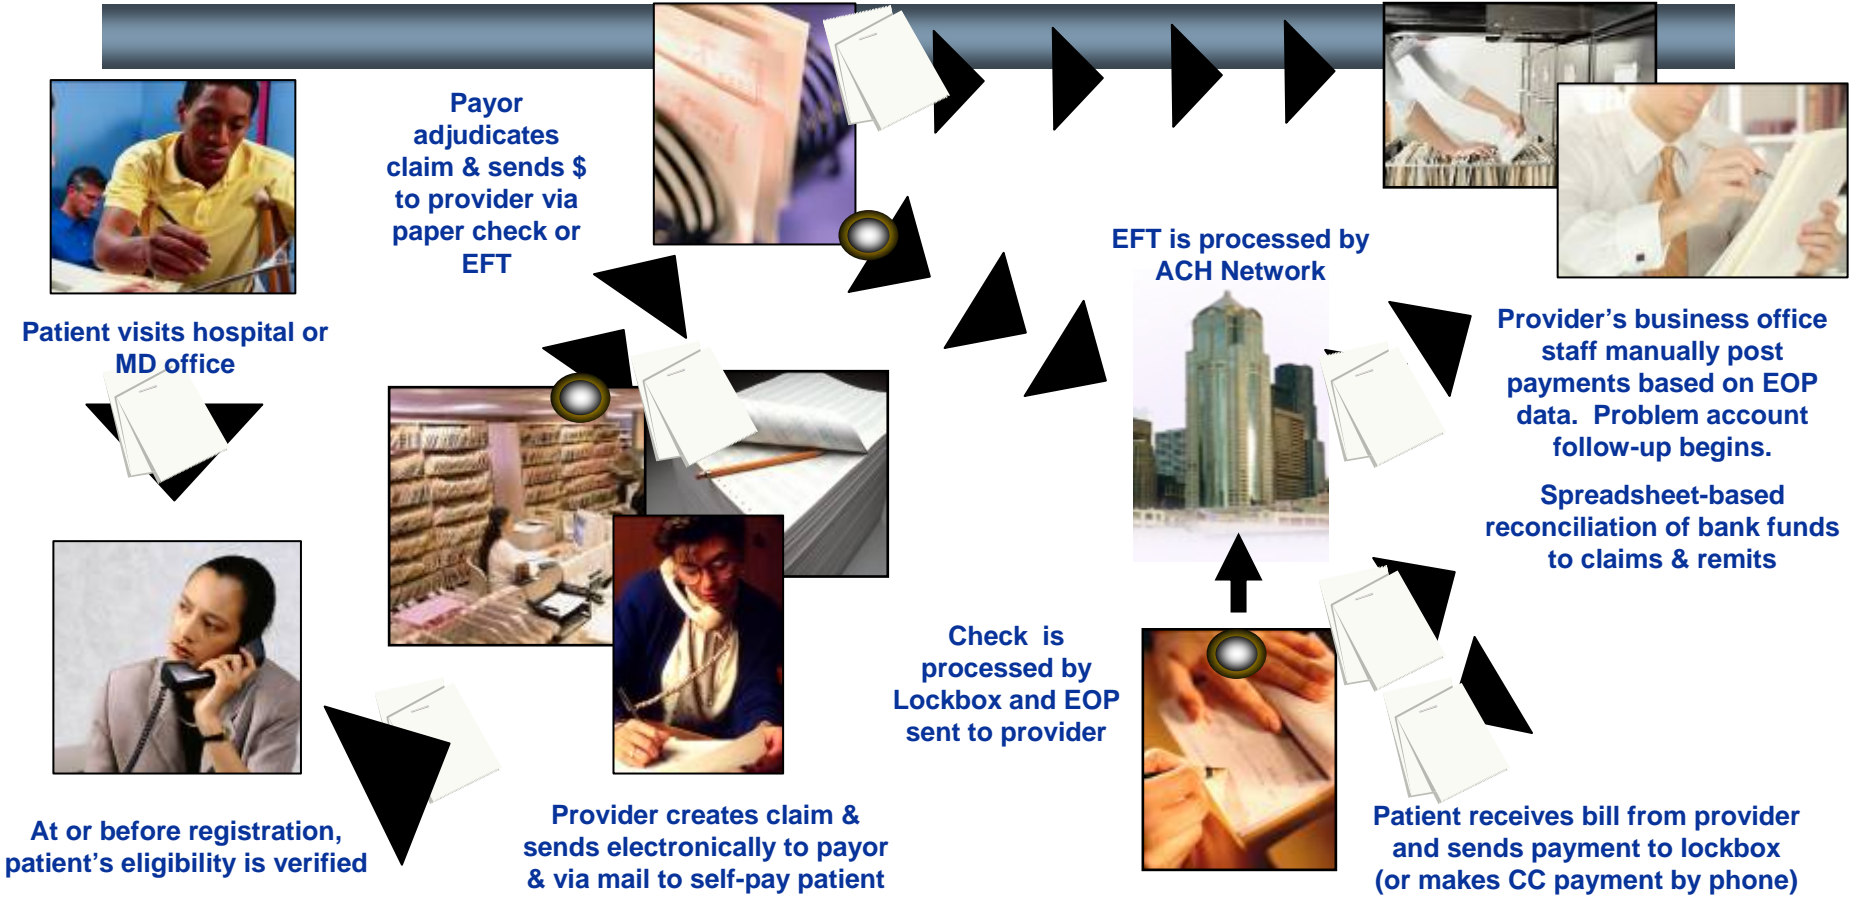 Payor
adjudicates
claim & sends $
to provider via
paper check or
EFT
EFT is processed by
ACH Network
Patient visits hospital or
MD office
Provider’s business office
staff manually post
payments based on EOP
data.  Problem account
follow-up begins.
Spreadsheet-based
reconciliation of bank funds
to claims & remits
Check  is
processed by
Lockbox and EOP
sent to provider
At or before registration,
patient’s eligibility is verified
Provider creates claim &
sends electronically to payor
& via mail to self-pay patient
Patient receives bill from provider
and sends payment to lockbox
(or makes CC payment by phone)